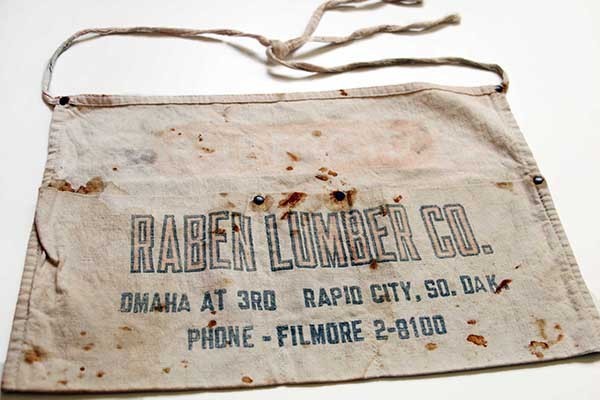 RABEN LUMBER CO.
OMAHA AT 3RD RAPID CITY, SO. DAK.
PHONE - FILMORE 2-8100